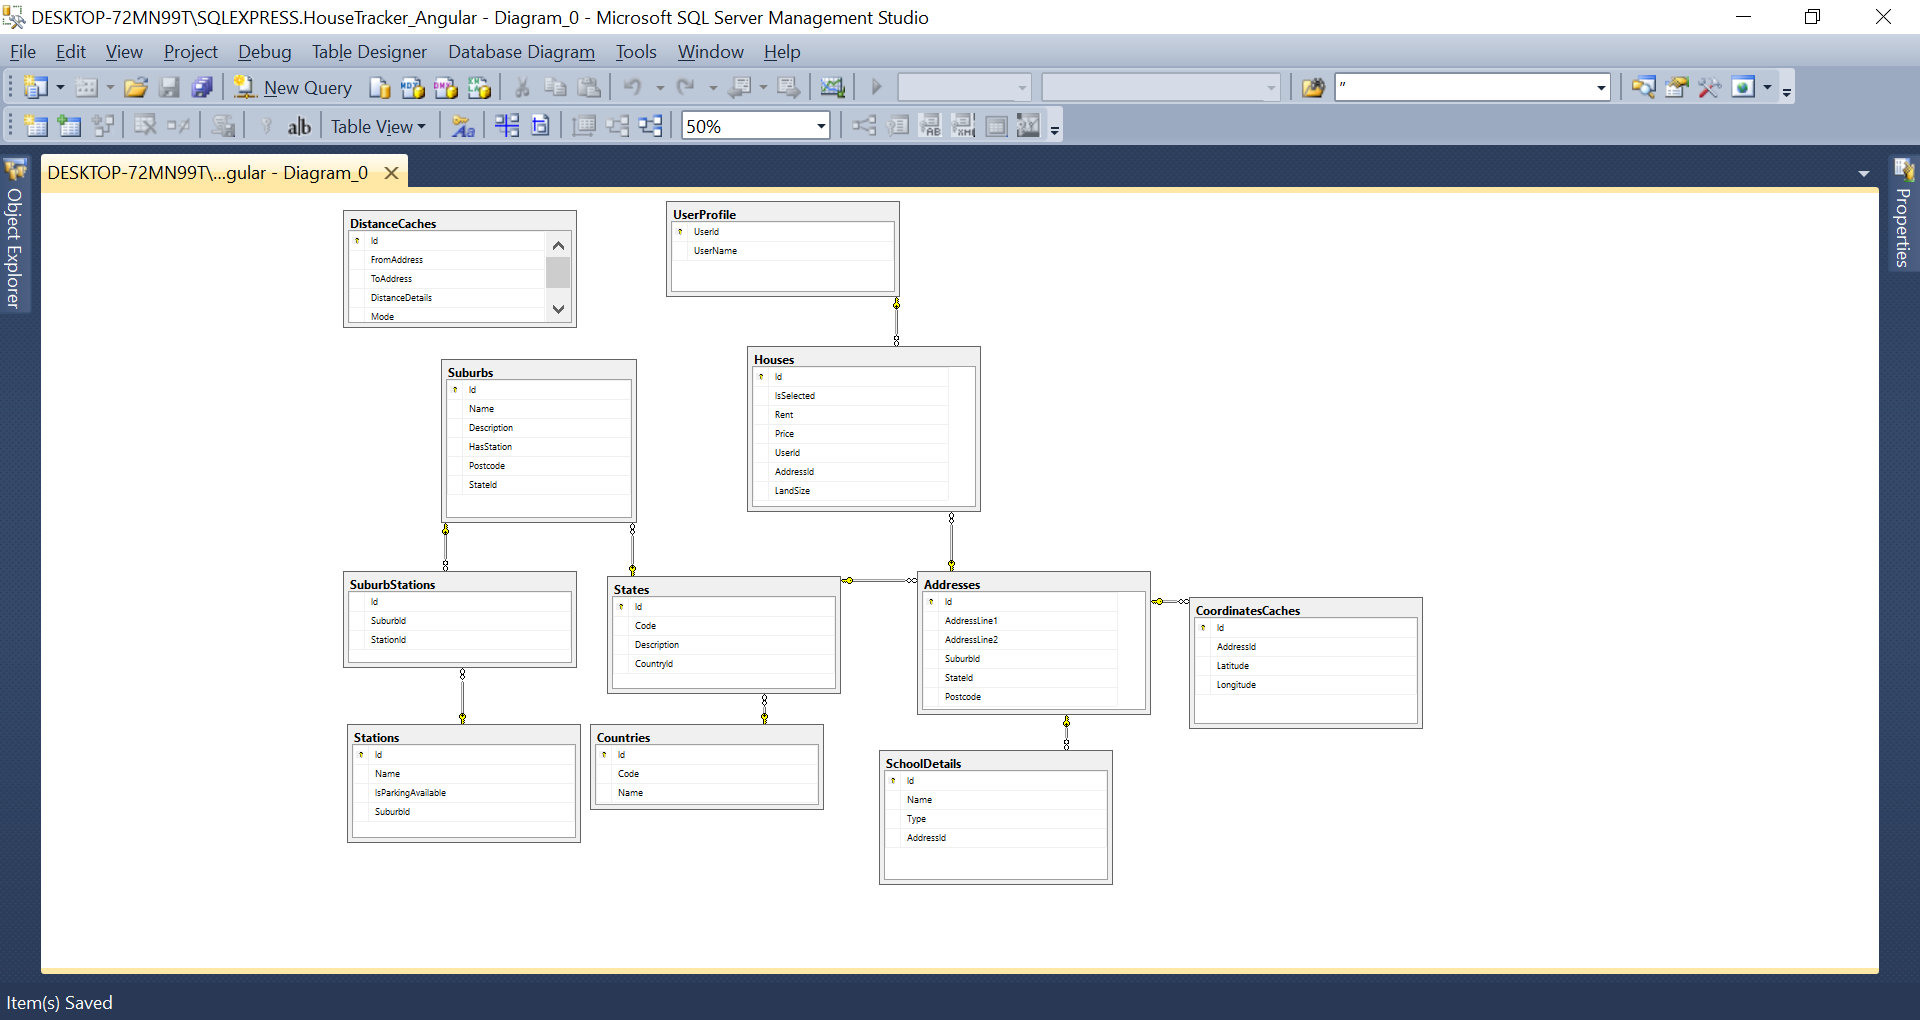 DESKTOP-72MN99T\SQLEXPRESS.HouseTracker_Angular - Diagram_0 - Microsoft SQL Server Management Studio
File Edit View Project Debug Table Designer Database Diagram Tools Window Help
New Query
"
Table View
50%
DESKTOP-72MN99T\...gular - Diagram_0
Object Explorer
Properties
DistanceCaches
Id
FromAddress
ToAddress
DistanceDetails
Mode
UserProfile
UserId
UserName
Suburbs
Id
Name
Description
HasStation
Postcode
StateId
Houses
Id
IsSelected
Rent
Price
UserId
AddressId
LandSize
SuburbStations
Id
SuburbId
StationId
States
Id
Code
Description
CountryId
Addresses
Id
AddressLine1
AddressLine2
SuburbId
StateId
Postcode
CoordinatesCaches
Id
AddressId
Latitude
Longitude
Stations
Id
Name
IsParkingAvailable
SuburbId
Countries
Id
Code
Name
SchoolDetails
Id
Name
Type
AddressId
Item(s) Saved